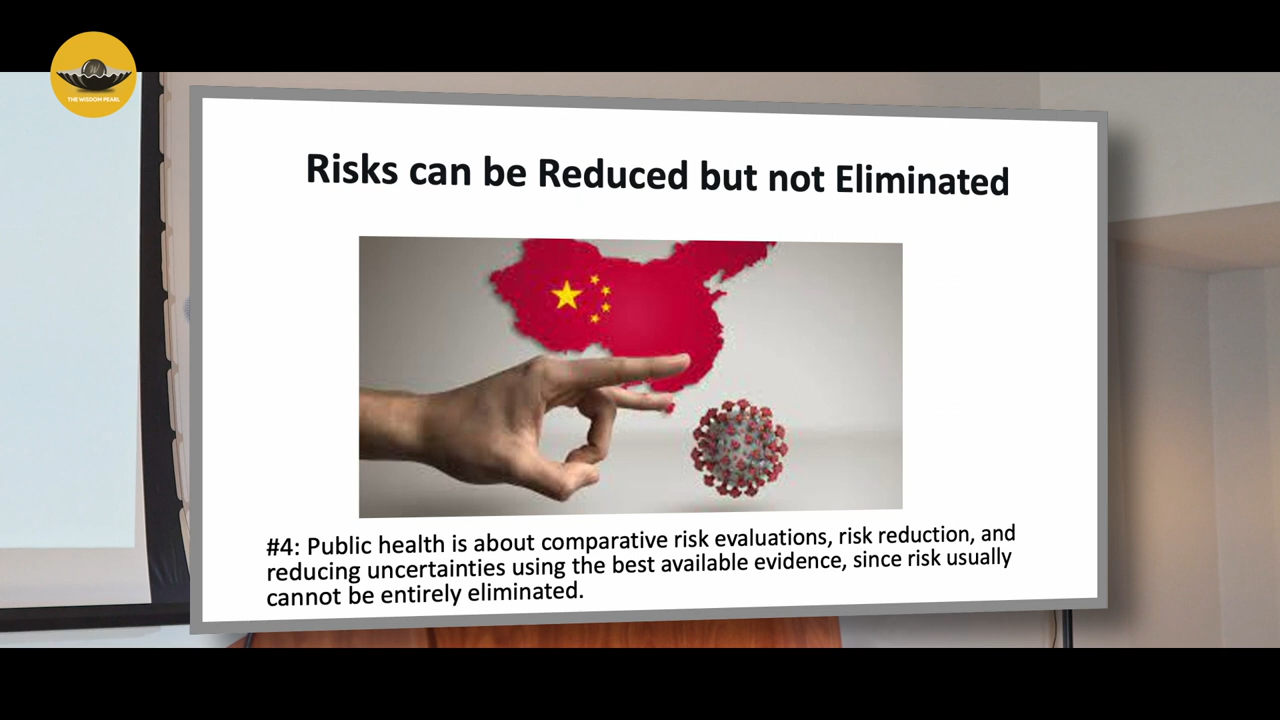 THE WISDOM PEARL
Risks can be Reduced but not Eliminated
#4: Public health is about comparative risk evaluations, risk reduction, and
reducing uncertainties using the best available evidence, since risk usually
cannot be entirely eliminated.